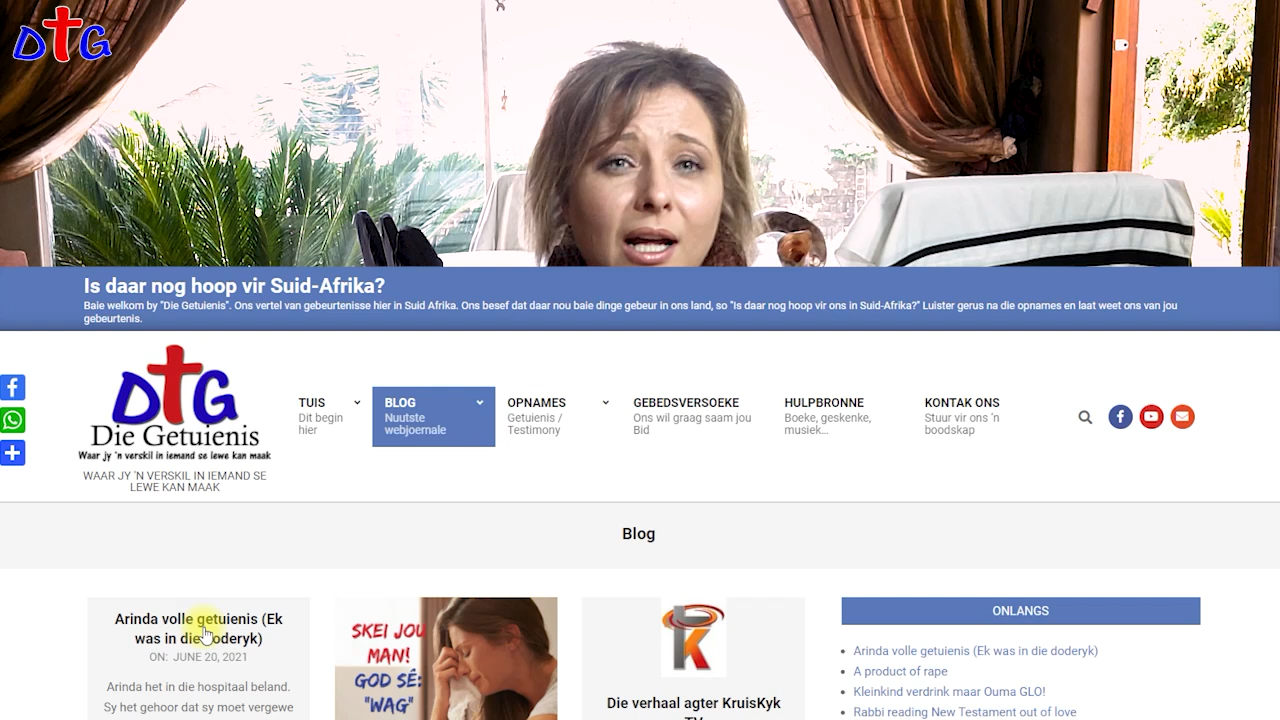 DTG
Is daar nog hoop vir Suid-Afrika?
Baie welkom by "Die Getuienis". Ons vertel van gebeurtenisse hier in Suid Afrika. Ons besef dat daar nou baie dinge gebeur in ons land, so "Is daar nog hoop vir ons in Suid-Afrika?" Luister gerus na die opnames en laat weet ons van jou
gebeurtenis.
DTG
Die Getuienis
Waar jy 'n verskil in iemand se lewe kan maak
WAAR JY 'N VERSKIL IN IEMAND SE
LEWE KAN MAAK
TUIS
Dit begin
hier
BLOG
Nuutste
webjoernale
OPNAMES
Getuienis /
Testimony
GEBEDSVERSOEKE
Ons wil graag saam jou
Bid
HULPBRONNE
Boeke, geskenke,
musiek...
KONTAK ONS
Stuur vir ons 'n
boodskap
Blog
Arinda volle getuienis (Ek
was in die doderyk)
ON: JUNE 20, 2021
Arinda het in die hospitaal beland.
Sy het gehoor dat sy moet vergewe
SKEI JOU
MAN!
GOD SÊ:
"WAG"
Die verhaal agter KruisKyk
TV
ONLANGS
Arinda volle getuienis (Ek was in die doderyk)
A product of rape
Kleinkind verdrink maar Ouma GLO!
Rabbi reading New Testament out of love